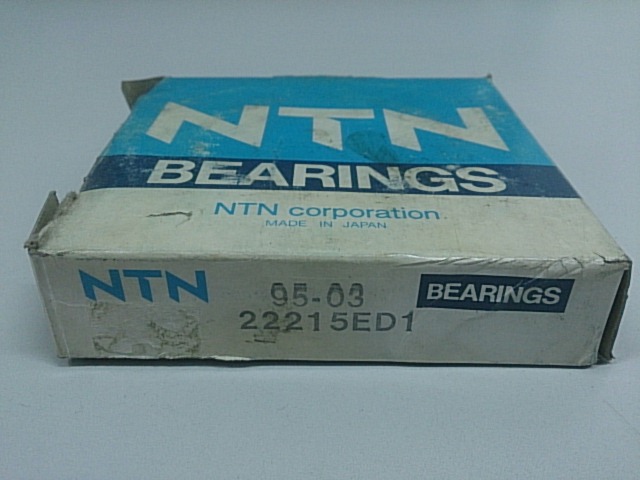 NTN
BEARINGS
NTN corporation
MADE IN JAPAN
NTN
95-03
BEARINGS
22215ED1